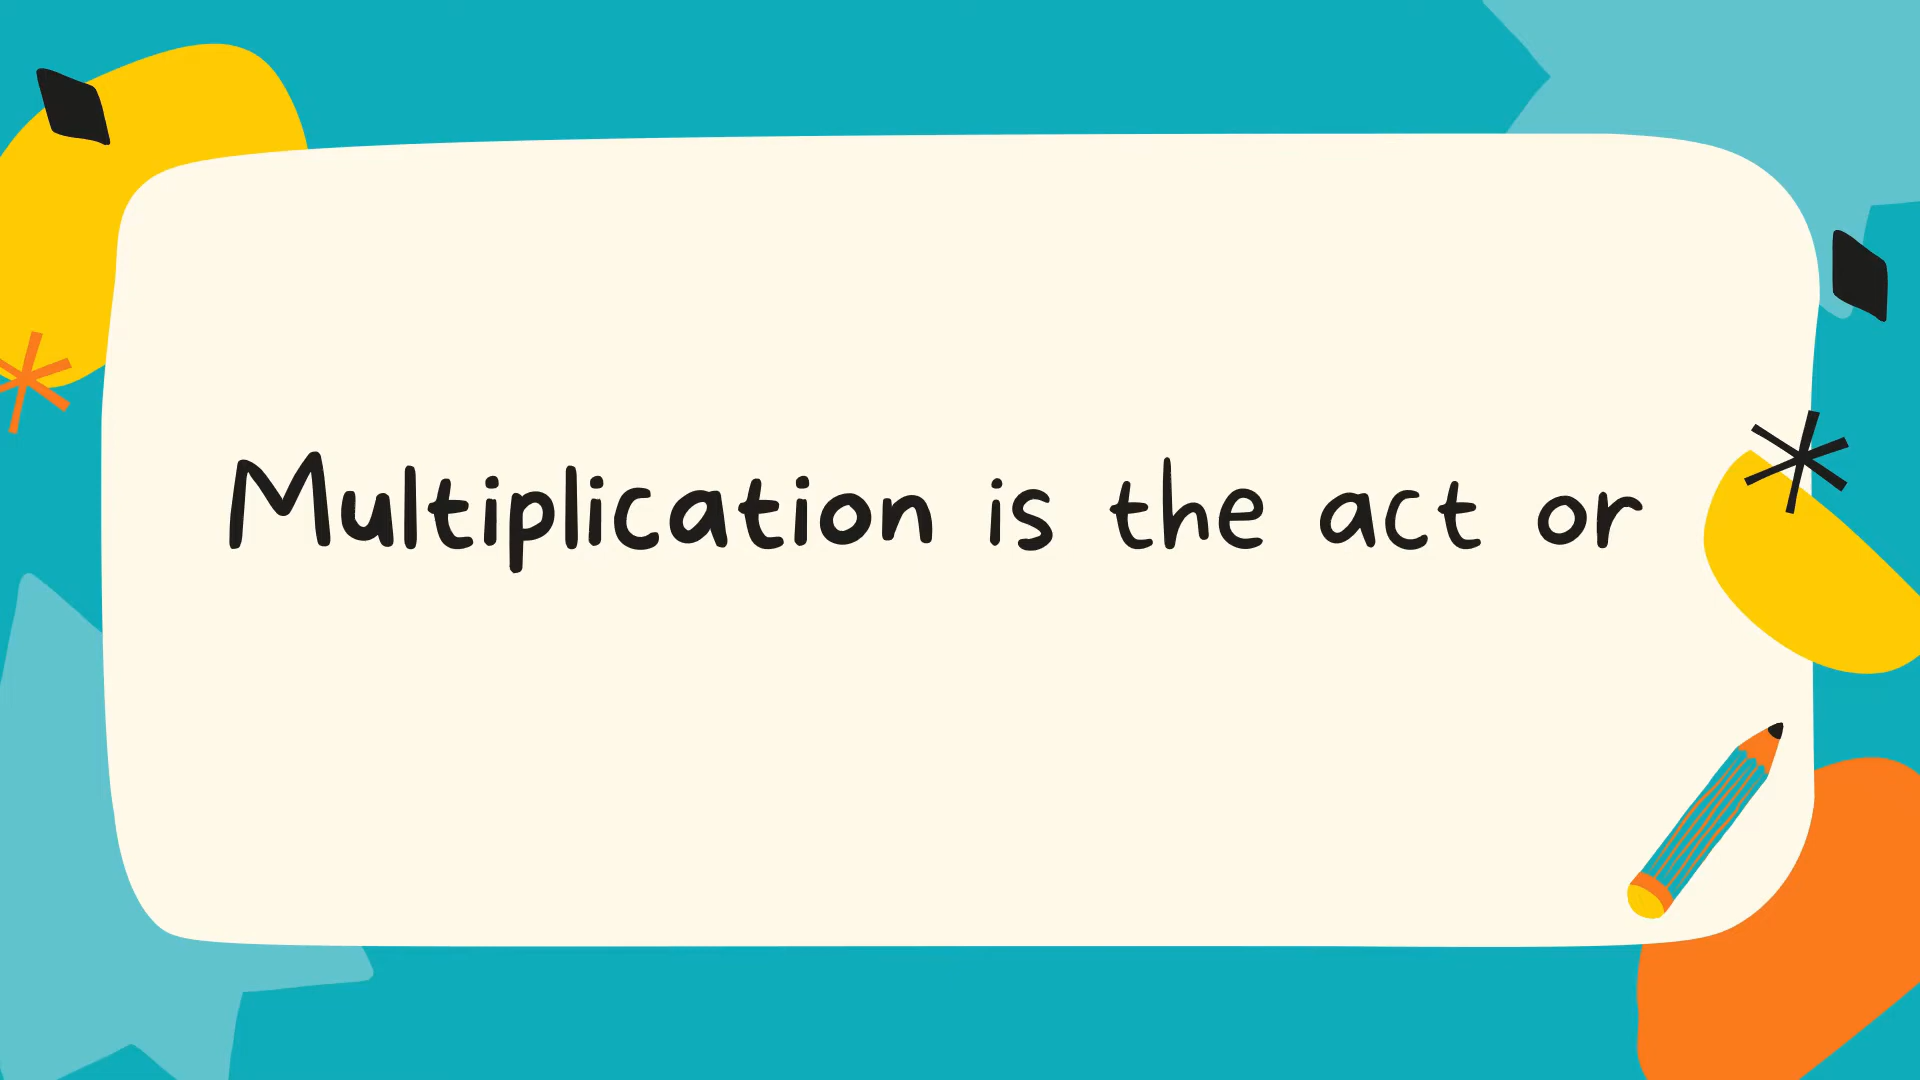 Multiplication is the act or